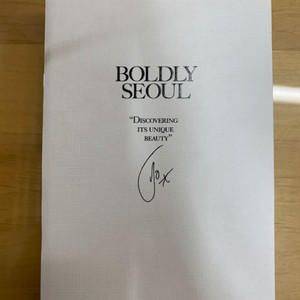 BOLDLY
SEOUL
“DISCOVERING
ITS UNIQUE
BEAUTY”